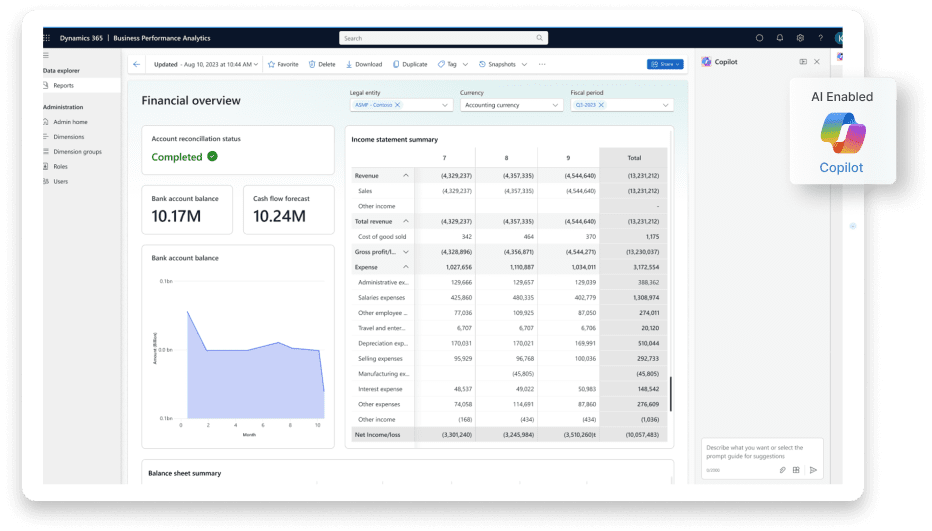 Dynamics 365 | Business Performance Analytics
Search
Data explorer
Reports
Administration
Admin home
Dimensions
Dimension groups
Roles
Users
Updated - Aug 10, 2023 at 10:44 AM
Favorite
Delete
Download
Duplicate
Tag
Snapshots
Share
Financial overview
Legal entity
ASMF - Contoso
Currency
Accounting currency
Fiscal period
Q3-2023
Account reconciliation status
Completed
Bank account balance
10.17M
Cash flow forecast
10.24M
Bank account balance
0.1bn
0.0 bn
0.1bn
Amount (Billion)
0 2 4 6 8 10
Month
Income statement summary
7 8 9 Total
Revenue (4,329,237) (4,357,335) (4,544,640) (13,231,212)
Sales (4,329,237) (4,357,335) (4,544,640) (13,231,212)
Other income -
Total revenue (4,329,237) (4,357,335) (4,544,640) (13,231,212)
Cost of good sold 342 464 370 1,175
Gross profit/l... (4,328,896) (4,356,871) (4,544,271) (13,230,037)
Expense 1,027,656 1,110,887 1,034,011 3,172,554
Administrative ex... 129,666 129,657 129,039 388,362
Salaries expenses 425,860 480,335 402,779 1,308,974
Other employee ... 77,036 109,925 87,050 274,011
Travel and enter... 6,707 6,707 6,706 20,120
Depreciation exp... 170,031 170,021 169,991 510,044
Selling expenses 95,929 96,768 100,036 292,733
Manufacturing ex... (45,805) (45,805)
Interest expense 48,537 49,022 50,983 148,542
Other expenses 74,058 114,691 87,860 276,609
Other income (168) (434) (434) (1,036)
Net Income/loss (3,301,240) (3,245,984) (3,510,260)t (10,057,483)
Balance sheet summary
Copilot
AI Enabled
Copilot
Describe what you want or select the
prompt guide for suggestions
0/2000